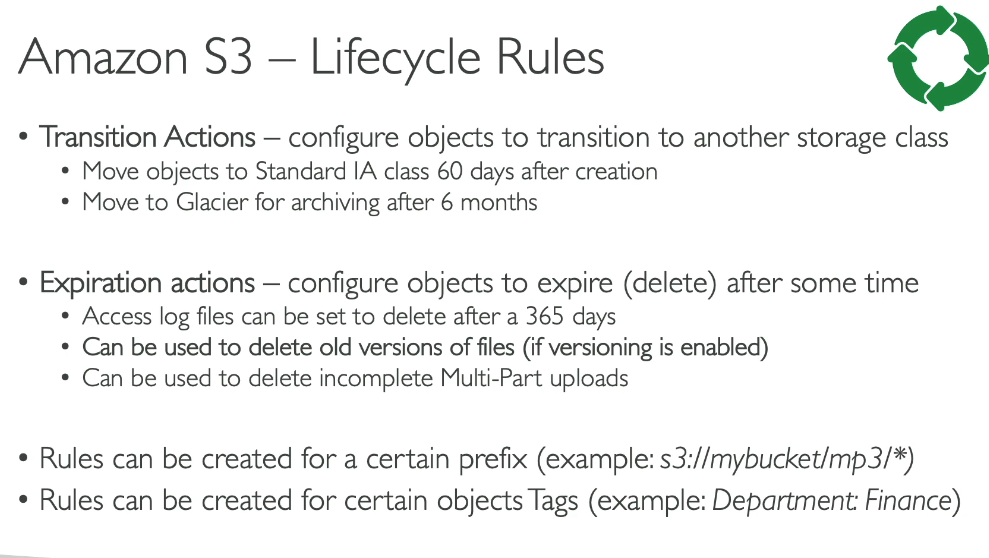 Amazon S3 – Lifecycle Rules
• Transition Actions – configure objects to transition to another storage class
• Move objects to Standard IA class 60 days after creation
• Move to Glacier for archiving after 6 months
• Expiration actions – configure objects to expire (delete) after some time
• Access log files can be set to delete after a 365 days
• Can be used to delete old versions of files (if versioning is enabled)
• Can be used to delete incomplete Multi-Part uploads
• Rules can be created for a certain prefix (example: s3://mybucket/mp3/*)
• Rules can be created for certain objects Tags (example: Department: Finance)